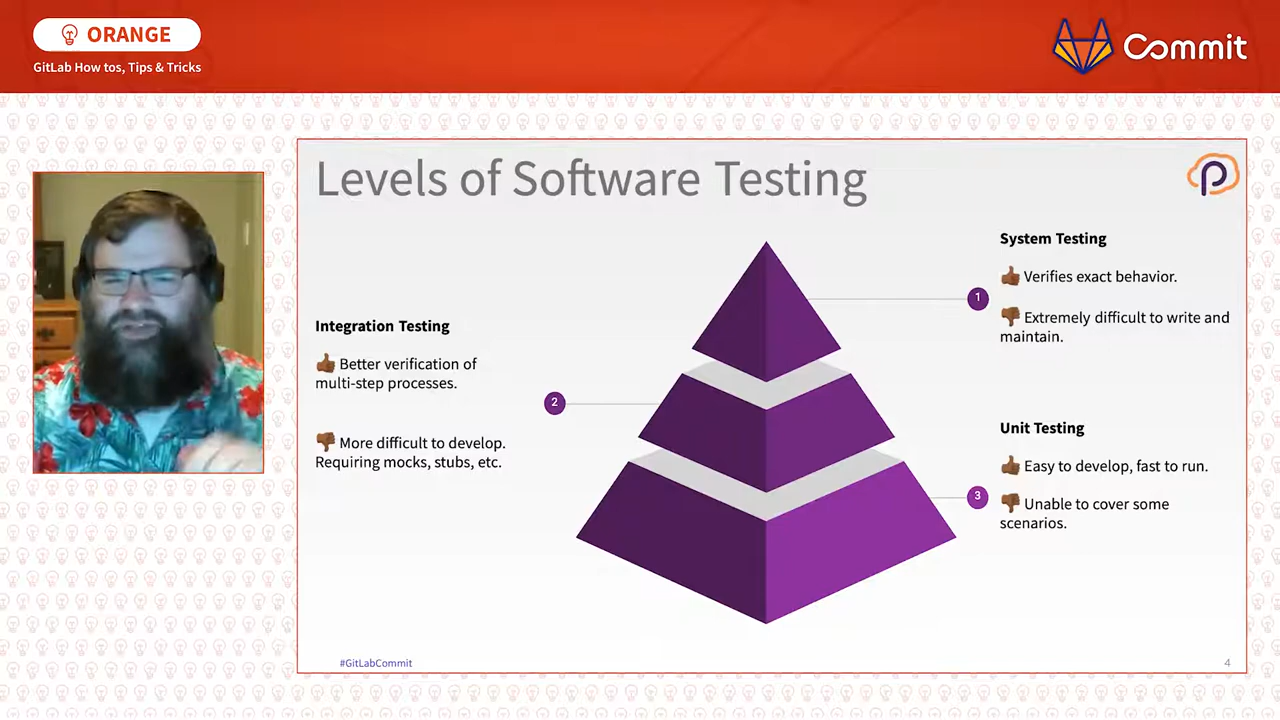 ORANGE
GitLab How tos, Tips & Tricks
Commit
Levels of Software Testing
System Testing
👍🏾 Verifies exact behavior.
👎🏾 Extremely difficult to write and
maintain.
1
Integration Testing
👍🏾 Better verification of
multi-step processes.
2
👎🏾 More difficult to develop.
Requiring mocks, stubs, etc.
Unit Testing
👍🏾 Easy to develop, fast to run.
3
👎🏾 Unable to cover some
scenarios.
#GitLabCommit
4